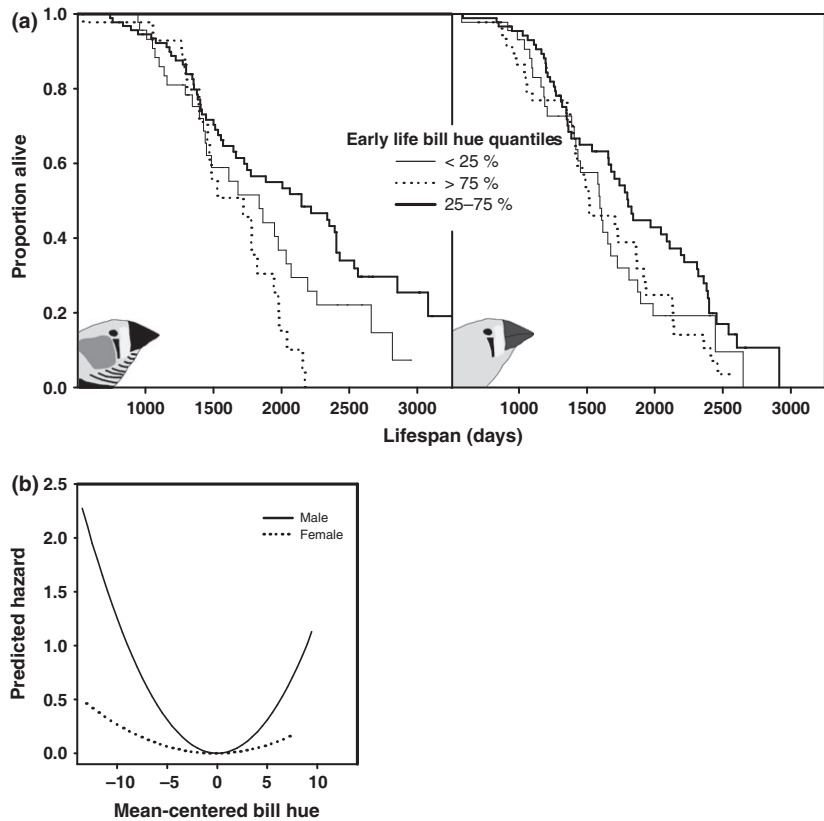 (a)
1.0
0.8
0.6
0.4
0.2
0.0
Proportion alive
Early life bill hue quantiles
< 25 %
> 75 %
25–75 %
1000 1500 2000 2500 3000
1000 1500 2000 2500 3000
Lifespan (days)
(b)
2.5
2.0
1.5
1.0
0.5
0.0
Predicted hazard
Male
Female
–10 –5 0 5 10
Mean-centered bill hue